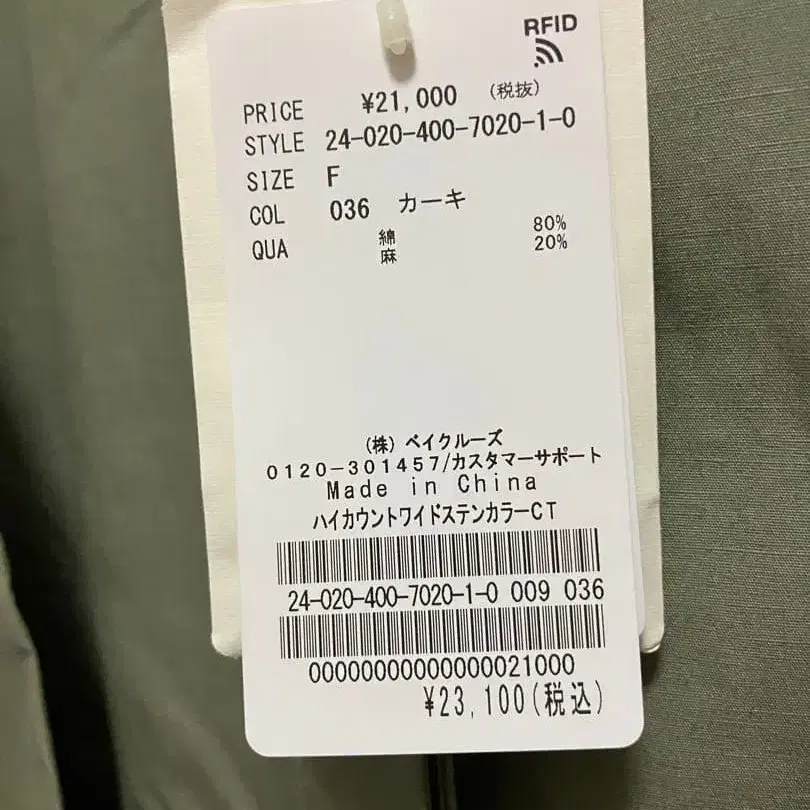 RFID
PRICE ¥21,000 (税抜)
STYLE 24-020-400-7020-1-0
SIZE F
COL 036 カーキ
QUA 綿 80%
麻 20%
(株) ベイクルーズ
0120-301457/カスタマーサポート
Made in China
ハイカウントワイドステンカラーCT
24-020-400-7020-1-0 009 036
00000000000000021000
¥23,100(税込)